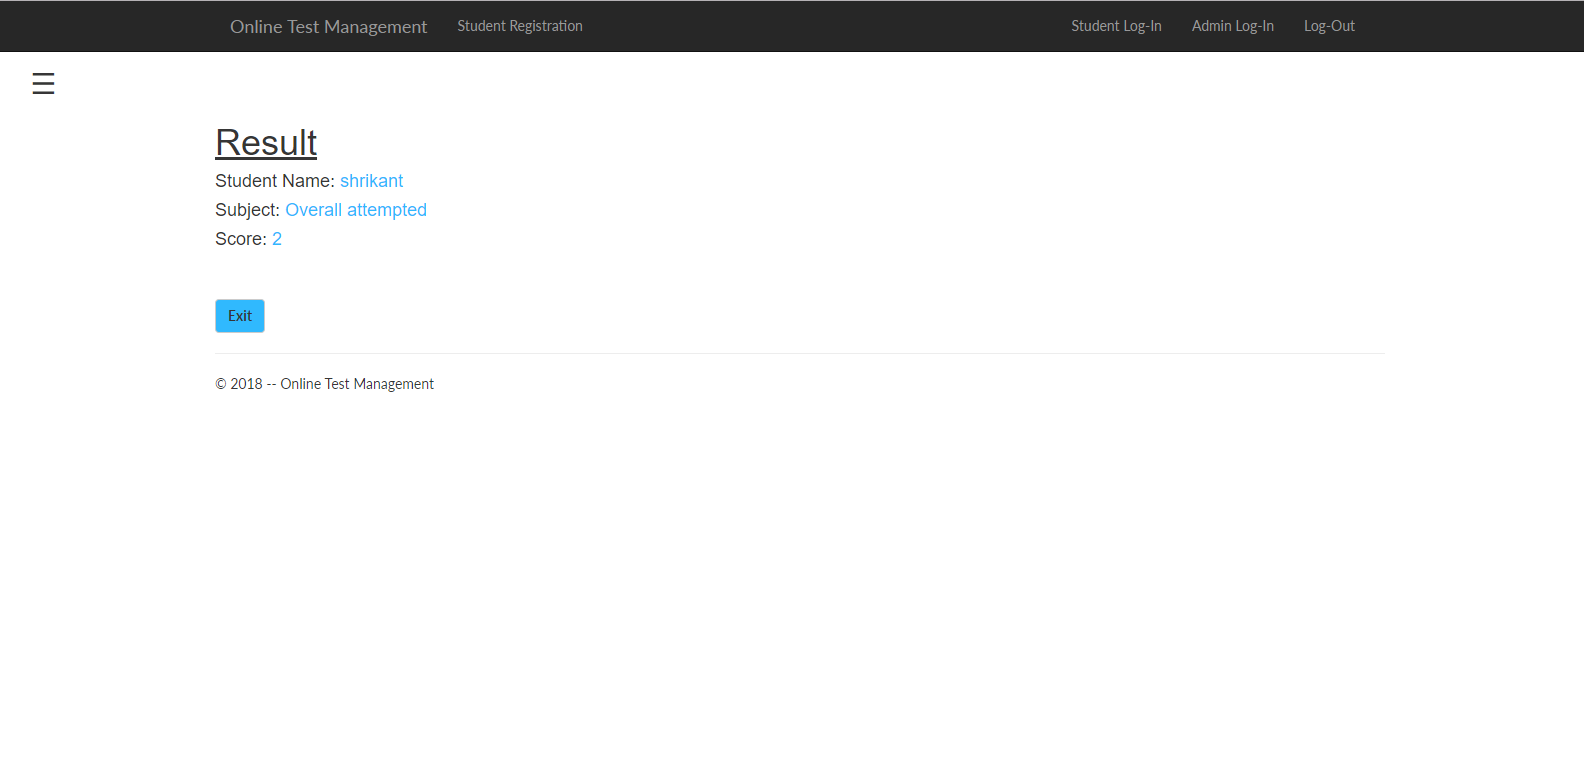 Online Test Management Student Registration Student Log-In Admin Log-In Log-Out
Result
Student Name: shrikant
Subject: Overall attempted
Score: 2
Exit
© 2018 -- Online Test Management